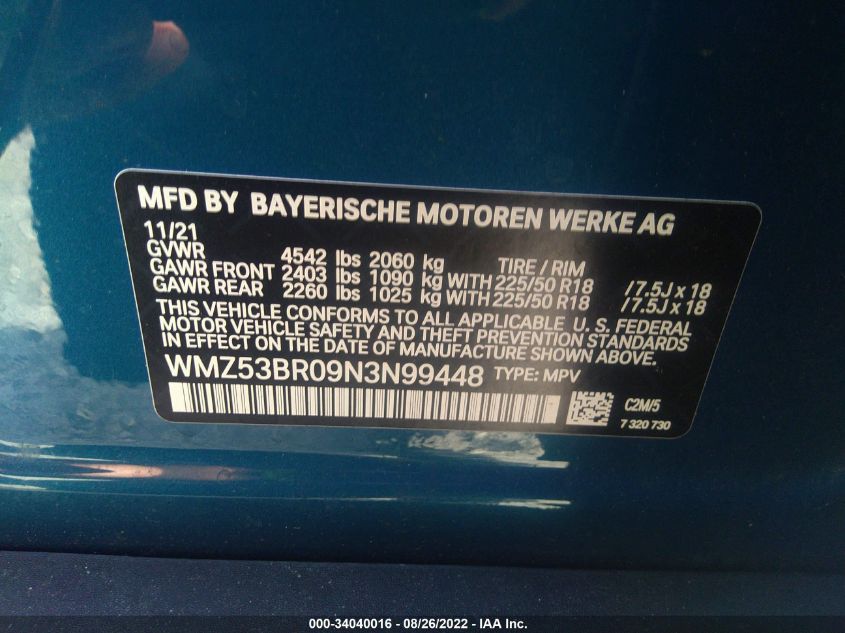 MFD BY BAYERISCHE MOTOREN WERKE AG
11/21
GVWR 4542 lbs 2060 kg TIRE / RIM
GAWR FRONT 2403 lbs 1090 kg WITH 225/50 R18 /7.5J x 18
GAWR REAR 2260 lbs 1025 kg WITH 225/50 R18 /7.5J x 18
THIS VEHICLE CONFORMS TO ALL APPLICABLE U. S. FEDERAL
MOTOR VEHICLE SAFETY AND THEFT PREVENTION STANDARDS
IN EFFECT ON THE DATE OF MANUFACTURE SHOWN ABOVE.
WMZ53BR09N3N99448 TYPE: MPV
C2M/5
7 320 730
000-34040016 - 08/26/2022 - IAA Inc.